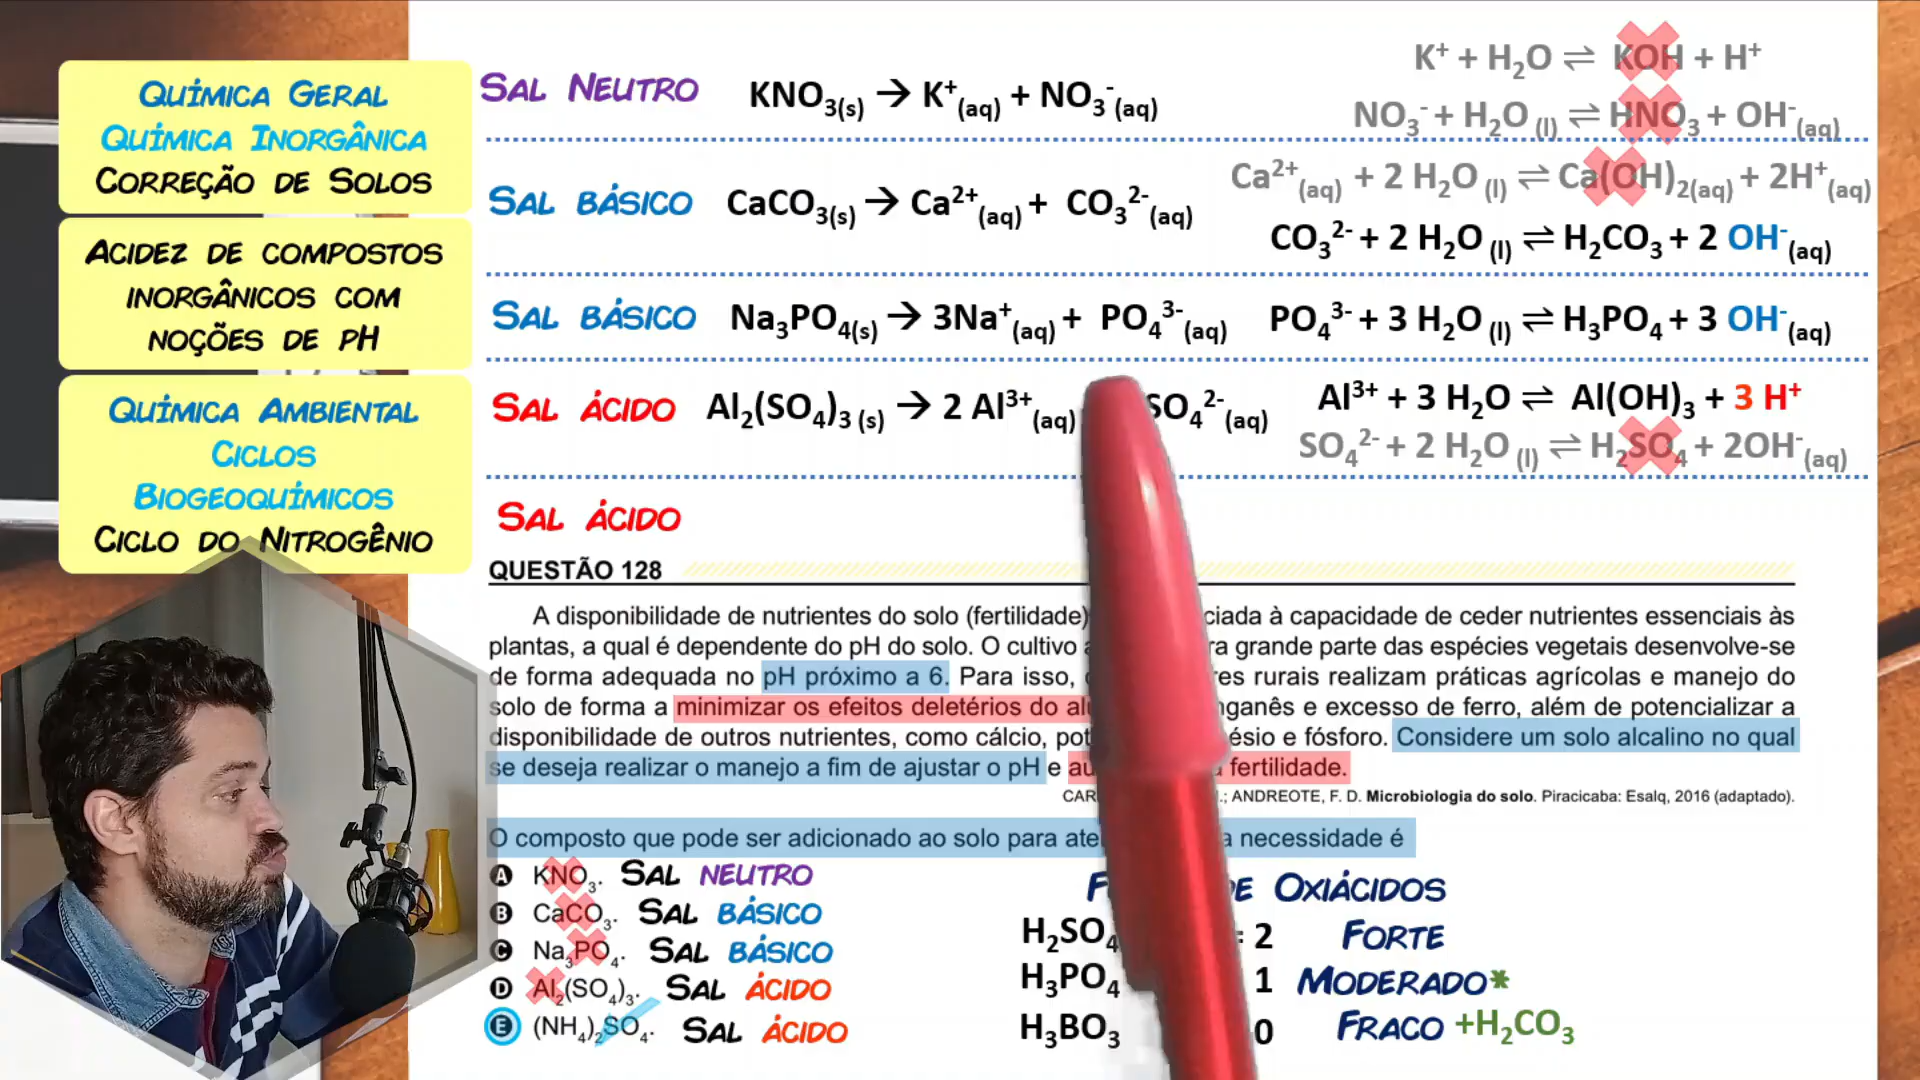 QUÍMICA GERAL
QUÍMICA INORGÂNICA
CORREÇÃO DE SOLOS
ACIDEZ DE COMPOSTOS
INORGÂNICOS COM
NOÇÕES DE pH
QUÍMICA AMBIENTAL
CICLOS
BIOGEOQUÍMICOS
CICLO DO NITROGÊNIO
SAL NEUTRO KNO₃(s) → K⁺(aq) + NO₃⁻(aq)
K⁺ + H₂O ⇌ KOH + H⁺
NO₃⁻ + H₂O (l) ⇌ HNO₃ + OH⁻(aq)
SAL BÁSICO CaCO₃(s) → Ca²⁺(aq) + CO₃²⁻(aq)
Ca²⁺(aq) + 2 H₂O (l) ⇌ Ca(OH)₂(aq) + 2H⁺(aq)
CO₃²⁻ + 2 H₂O (l) ⇌ H₂CO₃ + 2 OH⁻(aq)
SAL BÁSICO Na₃PO₄(s) → 3Na⁺(aq) + PO₄³⁻(aq)
PO₄³⁻ + 3 H₂O (l) ⇌ H₃PO₄ + 3 OH⁻(aq)
SAL ÁCIDO Al₂(SO₄)₃ (s) → 2 Al³⁺(aq) SO₄²⁻(aq)
Al³⁺ + 3 H₂O ⇌ Al(OH)₃ + 3 H⁺
SO₄²⁻ + 2 H₂O (l) ⇌ H₂SO₄ + 2OH⁻(aq)
SAL ÁCIDO
QUESTÃO 128
A disponibilidade de nutrientes do solo (fertilidade) à capacidade de ceder nutrientes essenciais às
plantas, a qual é dependente do pH do solo. O cultivo grande parte das espécies vegetais desenvolve-se
de forma adequada no pH próximo a 6. Para isso, rurais realizam práticas agrícolas e manejo do
solo de forma a minimizar os efeitos deletérios do e excesso de ferro, além de potencializar a
disponibilidade de outros nutrientes, como cálcio, e fósforo. Considere um solo alcalino no qual
se deseja realizar o manejo a fim de ajustar o pH e fertilidade.
ANDREOTE, F. D. Microbiologia do solo. Piracicaba: Esalq, 2016 (adaptado).
O composto que pode ser adicionado ao solo para necessidade é
A KNO₃. SAL NEUTRO
B CaCO₃. SAL BÁSICO
C Na₃PO₄. SAL BÁSICO
D Al₂(SO₄)₃. SAL ÁCIDO
E (NH₄)₂SO₄. SAL ÁCIDO
DE OXIÁCIDOS
H₂SO₄ = 2 FORTE
H₃PO₄ 1 MODERADO*
H₃BO₃ 0 FRACO +H₂CO₃